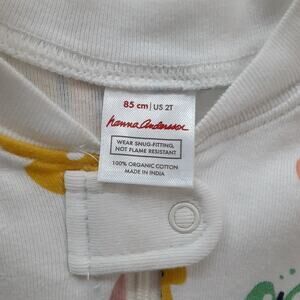 85 cm | US 2T
hanna andersson
WEAR SNUG-FITTING,
NOT FLAME RESISTANT
100% ORGANIC COTTON
MADE IN INDIA